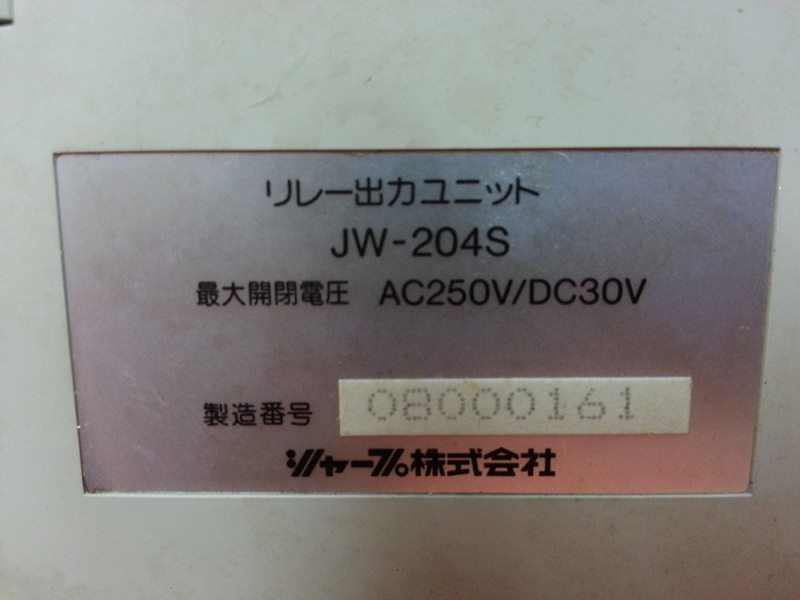 リレー出力ユニット
JW-204S
最大開閉電圧 AC250V/DC30V
製造番号 08000161
シャープ株式会社